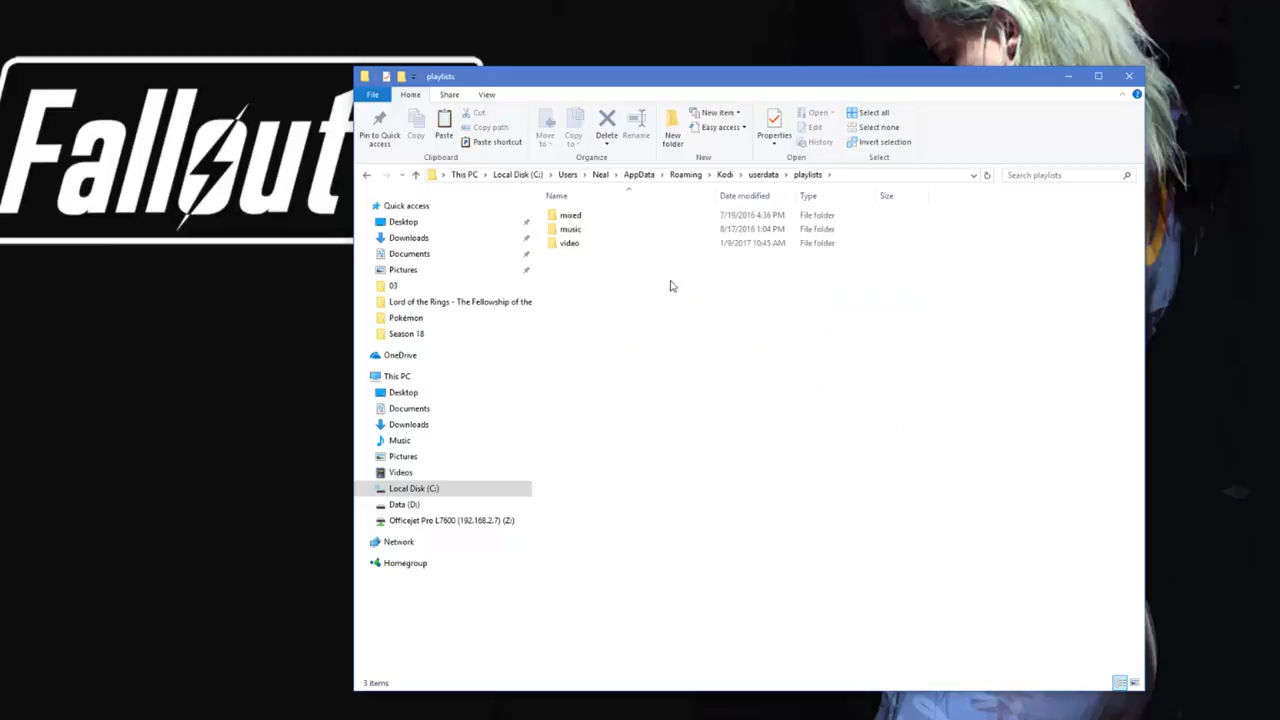 Fallout
playlists
File Home Share View
Pin to Quick access
Copy
Paste
Cut
Copy path
Paste shortcut
Clipboard
Move to
Copy to
Delete
Rename
Organize
New folder
New item
Easy access
New
Properties
Open
Edit
History
Open
Select all
Select none
Invert selection
Select
This PC > Local Disk (C:) > Users > Neal > AppData > Roaming > Kodi > userdata > playlists >
Search playlists
Name Date modified Type Size
mixed 7/19/2016 4:36 PM File folder
music 8/17/2016 1:04 PM File folder
video 1/9/2017 10:45 AM File folder
Quick access
Desktop
Downloads
Documents
Pictures
03
Lord of the Rings - The Fellowship of the
Pokémon
Season 18
OneDrive
This PC
Desktop
Documents
Downloads
Music
Pictures
Videos
Local Disk (C:)
Data (D:)
Officejet Pro L7600 (192.168.2.7) (Z:)
Network
Homegroup
3 items